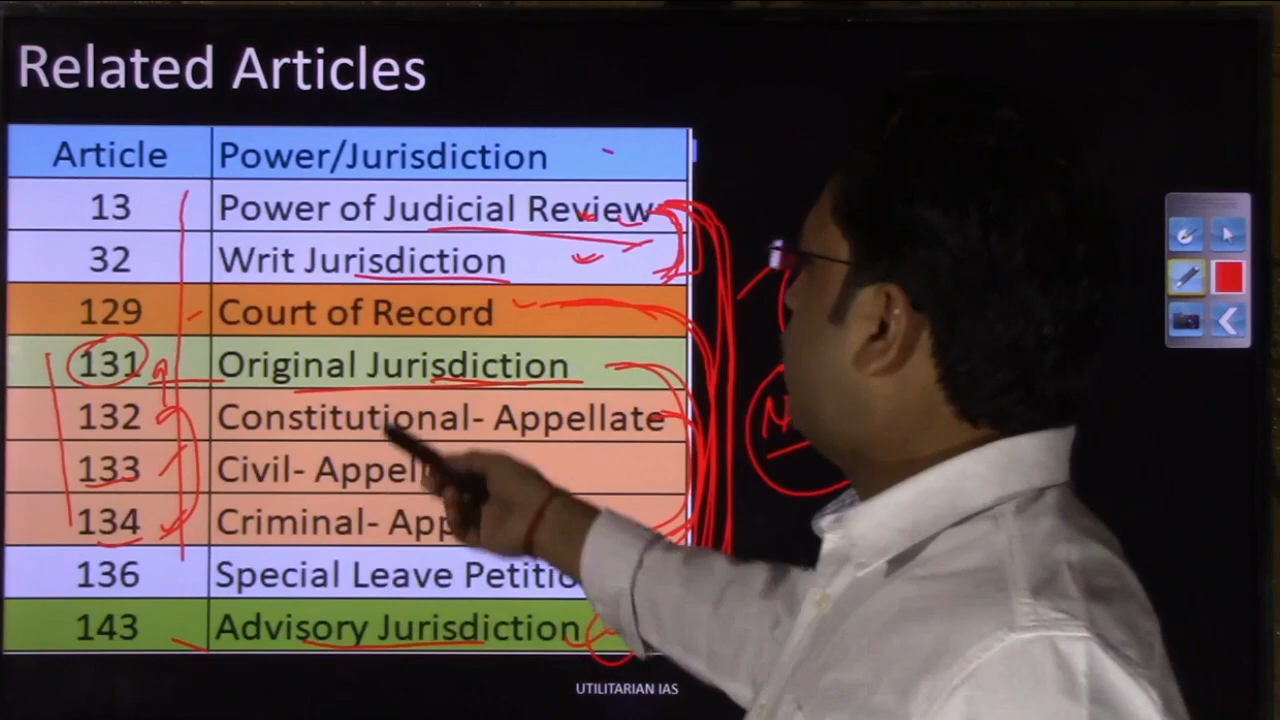 Related Articles
Article Power/Jurisdiction
13 Power of Judicial Review
32 Writ Jurisdiction
129 Court of Record
131 Original Jurisdiction
132 Constitutional- Appellate
133 Civil- Appel
134 Criminal- App
136 Special Leave Petitio
143 Advisory Jurisdiction
UTILITARIAN IAS